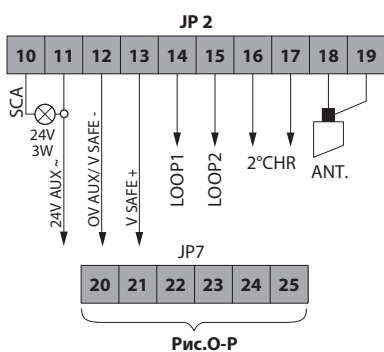 JP 2
10 11 12 13 14 15 16 17 18 19
SCA
24V
3W
24V AUX ~
OV AUX/ V SAFE -
V SAFE +
LOOP1
LOOP2
2°CHR
ANT.
JP7
20 21 22 23 24 25
Рис.О-Р